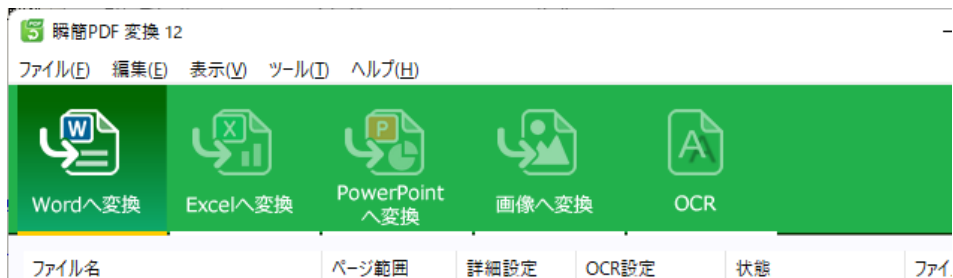 瞬簡PDF 変換 12
ファイル(F) 編集(E) 表示(V) ツール(T) ヘルプ(H)
Wordへ変換
Excelへ変換
PowerPoint
へ変換
画像へ変換
OCR
ファイル名 ページ範囲 詳細設定 OCR設定 状態 ファイ